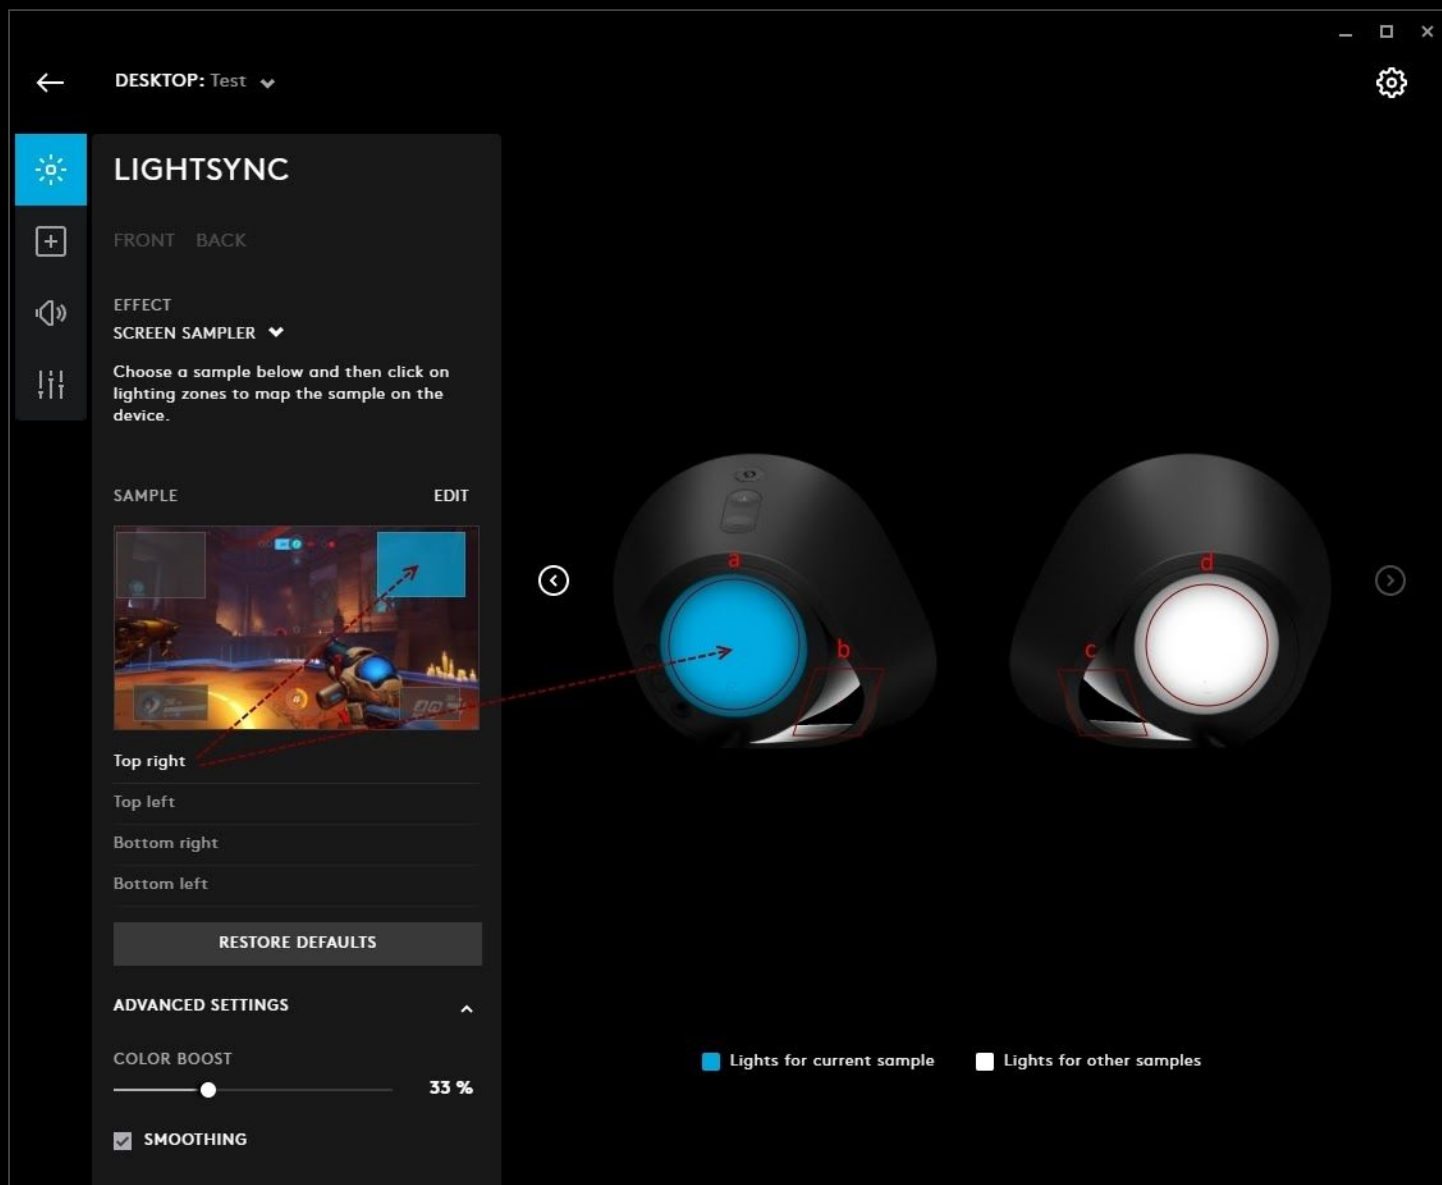 DESKTOP: Test
LIGHTSYNC
FRONT BACK
EFFECT
SCREEN SAMPLER
Choose a sample below and then click on
lighting zones to map the sample on the
device.
SAMPLE EDIT
Top right
Top left
Bottom right
Bottom left
RESTORE DEFAULTS
ADVANCED SETTINGS
COLOR BOOST
33 %
SMOOTHING
a
b
c
d
Lights for current sample
Lights for other samples